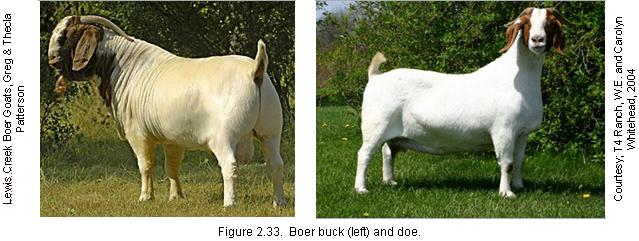 Lewis Creek Boer Goats, Greg & Thecla
Patterson
Courtesy, T4 Ranch, W.E. and Carolyn
Whitehead, 2004
Figure 2.33.  Boer buck (left) and doe.